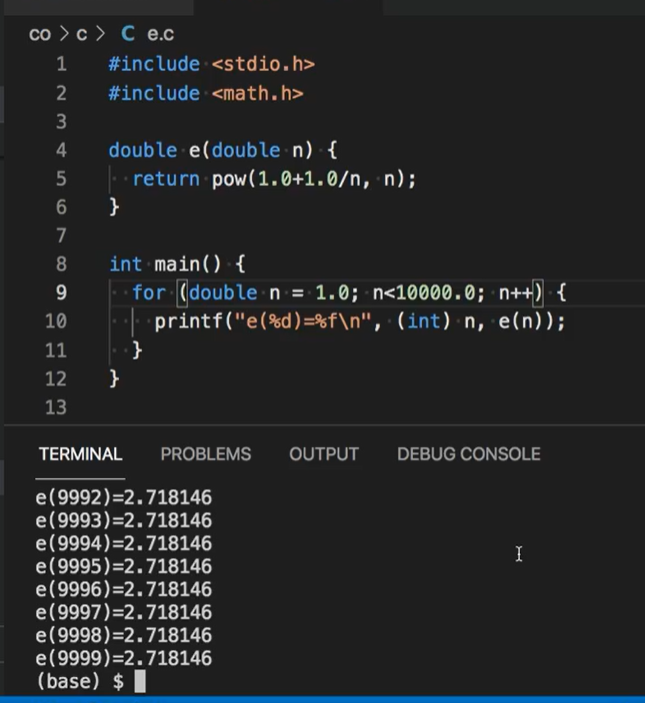 co > c > C e.c
1 #include <stdio.h>
2 #include <math.h>
3
4 double e(double n) {
5   return pow(1.0+1.0/n, n);
6 }
7
8 int main() {
9   for (double n = 1.0; n<10000.0; n++) {
10     printf("e(%d)=%f\n", (int) n, e(n));
11   }
12 }
13
TERMINAL PROBLEMS OUTPUT DEBUG CONSOLE
e(9992)=2.718146
e(9993)=2.718146
e(9994)=2.718146
e(9995)=2.718146
e(9996)=2.718146
e(9997)=2.718146
e(9998)=2.718146
e(9999)=2.718146
(base) $